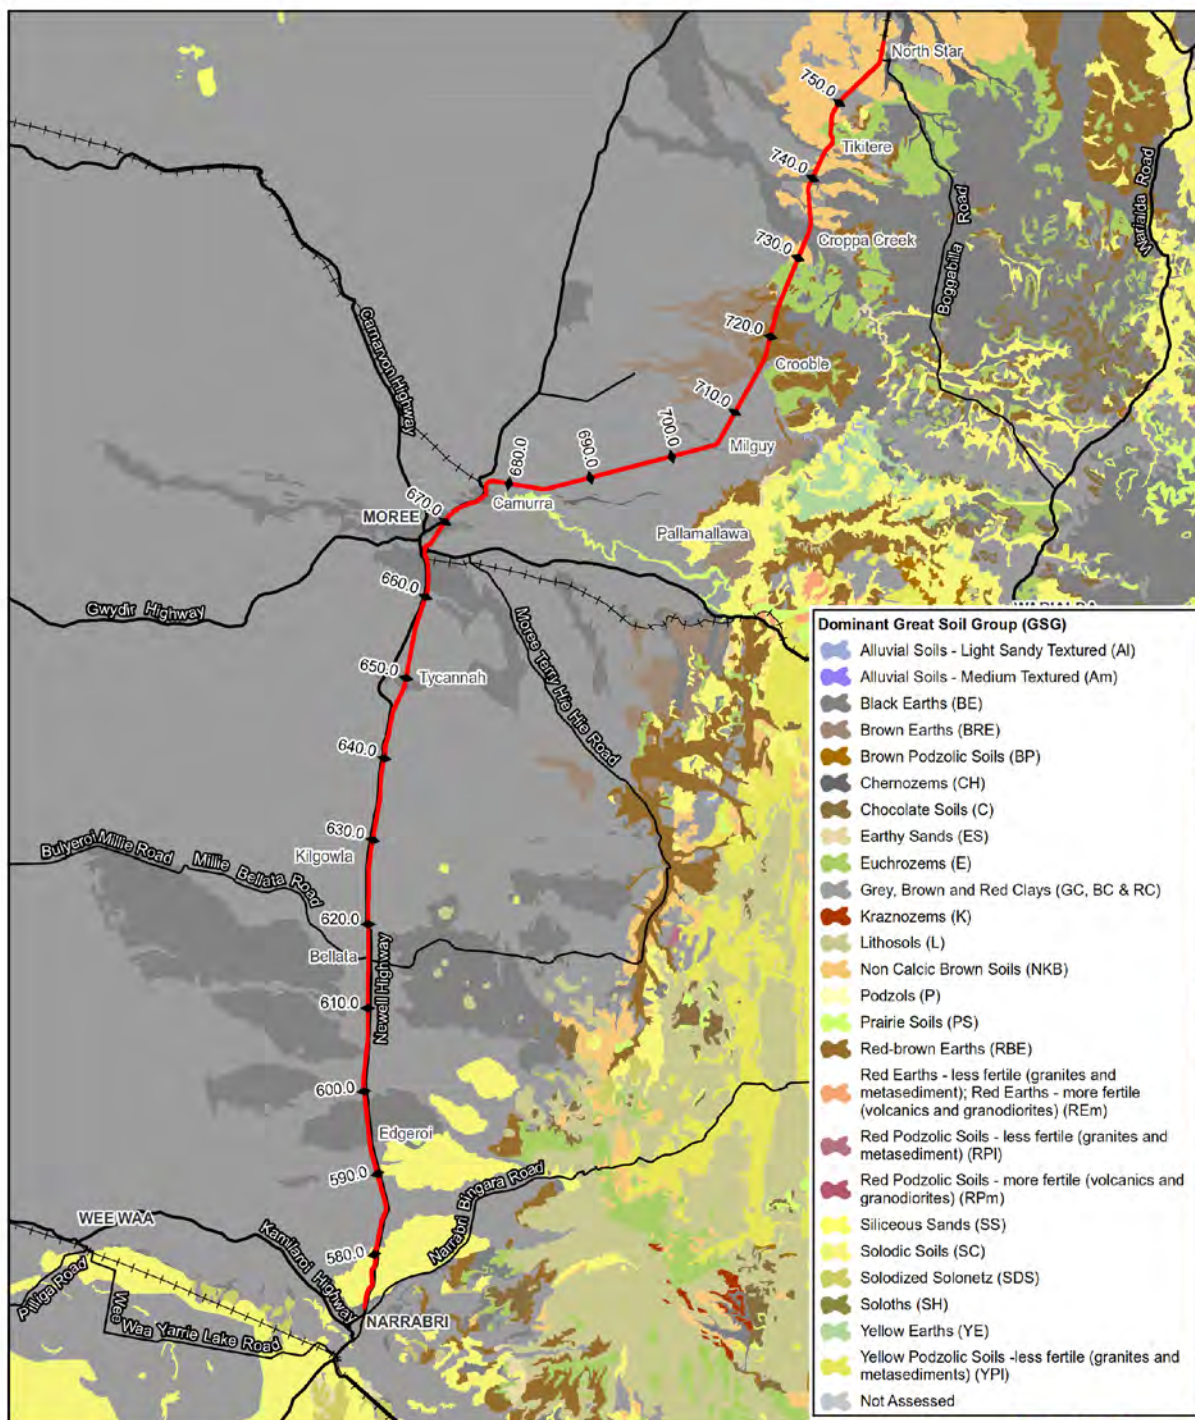 North Star
750.0
Tikitere
740.0
Croppa Creek
730.0
720.0
Crooble
710.0
Milguy
700.0
690.0
680.0
Camurra
670.0
MOREE
Pallamallawa
660.0
650.0
Tycannah
640.0
630.0
Kilgowla
620.0
Bellata
610.0
600.0
Edgeroi
590.0
580.0
WEE WAA
NARRABRI
Carnarvon Highway
Boggabilla Road
Warialda Road
Gwydir Highway
Moree Terry Hie Hie Road
Bulyeroi Millie Road
Millie Bellata Road
Newell Highway
Narrabri Bingara Road
Kamilaroi Highway
Pilliga Road
Wee Waa Yarrie Lake Road
Dominant Great Soil Group (GSG)
Alluvial Soils - Light Sandy Textured (Al)
Alluvial Soils - Medium Textured (Am)
Black Earths (BE)
Brown Earths (BRE)
Brown Podzolic Soils (BP)
Chernozems (CH)
Chocolate Soils (C)
Earthy Sands (ES)
Euchrozems (E)
Grey, Brown and Red Clays (GC, BC & RC)
Kraznozems (K)
Lithosols (L)
Non Calcic Brown Soils (NKB)
Podzols (P)
Prairie Soils (PS)
Red-brown Earths (RBE)
Red Earths - less fertile (granites and
metasediment); Red Earths - more fertile
(volcanics and granodiorites) (REm)
Red Podzolic Soils - less fertile (granites and
metasediment) (RPl)
Red Podzolic Soils - more fertile (volcanics and
granodiorites) (RPm)
Siliceous Sands (SS)
Solodic Soils (SC)
Solodized Solonetz (SDS)
Soloths (SH)
Yellow Earths (YE)
Yellow Podzolic Soils -less fertile (granites and
metasediments) (YPl)
Not Assessed